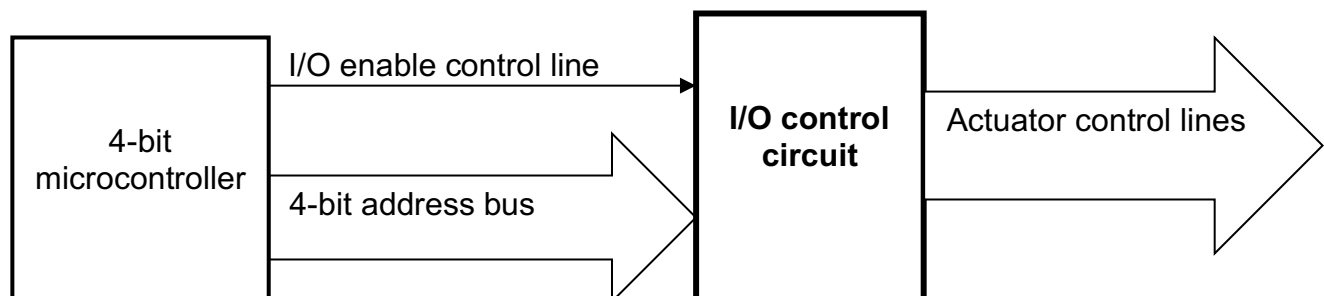 I/O enable control line
4-bit
microcontroller
4-bit address bus
I/O control
circuit
Actuator control lines